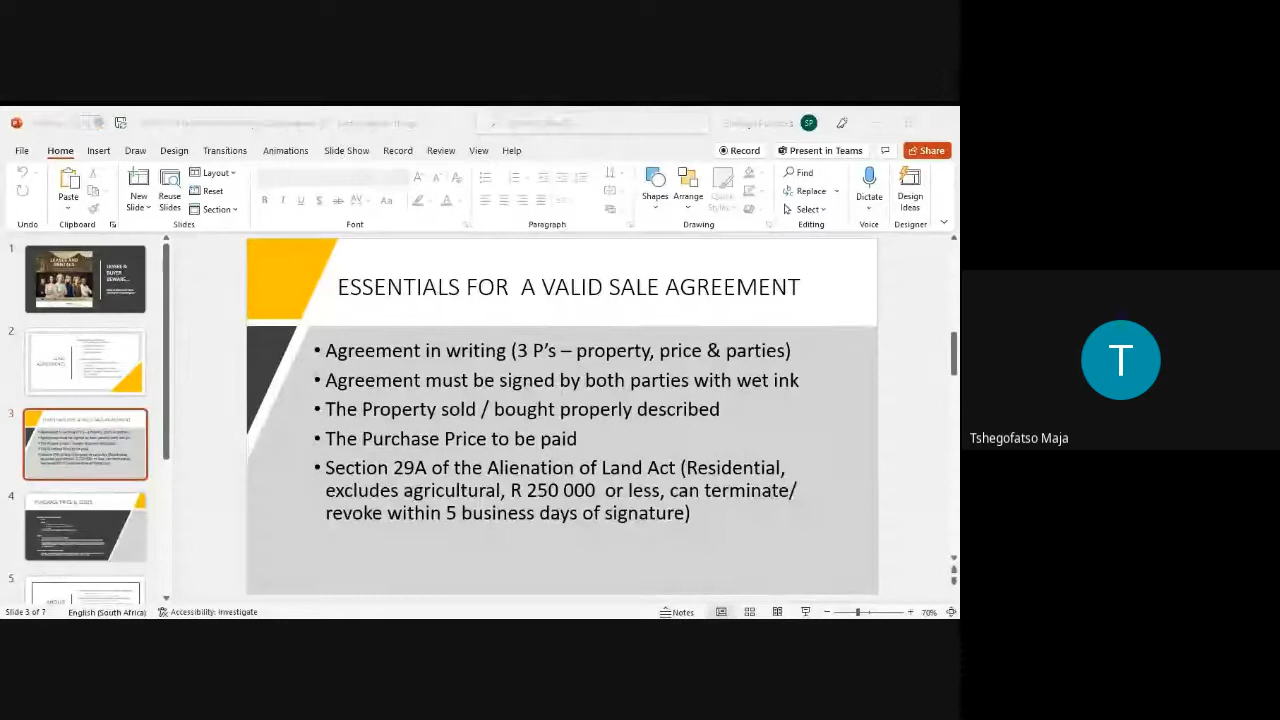 SP
File Home Insert Draw Design Transitions Slide Show Animations Record Review View Help Record Present in Teams Share
Undo
Paste
Clipboard
New Slide
Reuse Slides
Layout
Reset
Section
Slides
Font
Paragraph
Shapes
Arrange
Drawing
Find
Replace
Select
Editing
Dictate
Voice
Design Ideas
Designer
1
2
3
4
5
ESSENTIALS FOR A VALID SALE AGREEMENT
• Agreement in writing (3 P's – property, price & parties)
• Agreement must be signed by both parties with wet ink
• The Property sold / bought properly described
• The Purchase Price to be paid
• Section 29A of the Alienation of Land Act (Residential,
excludes agricultural, R 250 000 or less, can terminate/
revoke within 5 business days of signature)
Slide 3 of 7 English (South Africa) Accessibility: Investigate Notes 70%
T
Tshegofatso Maja